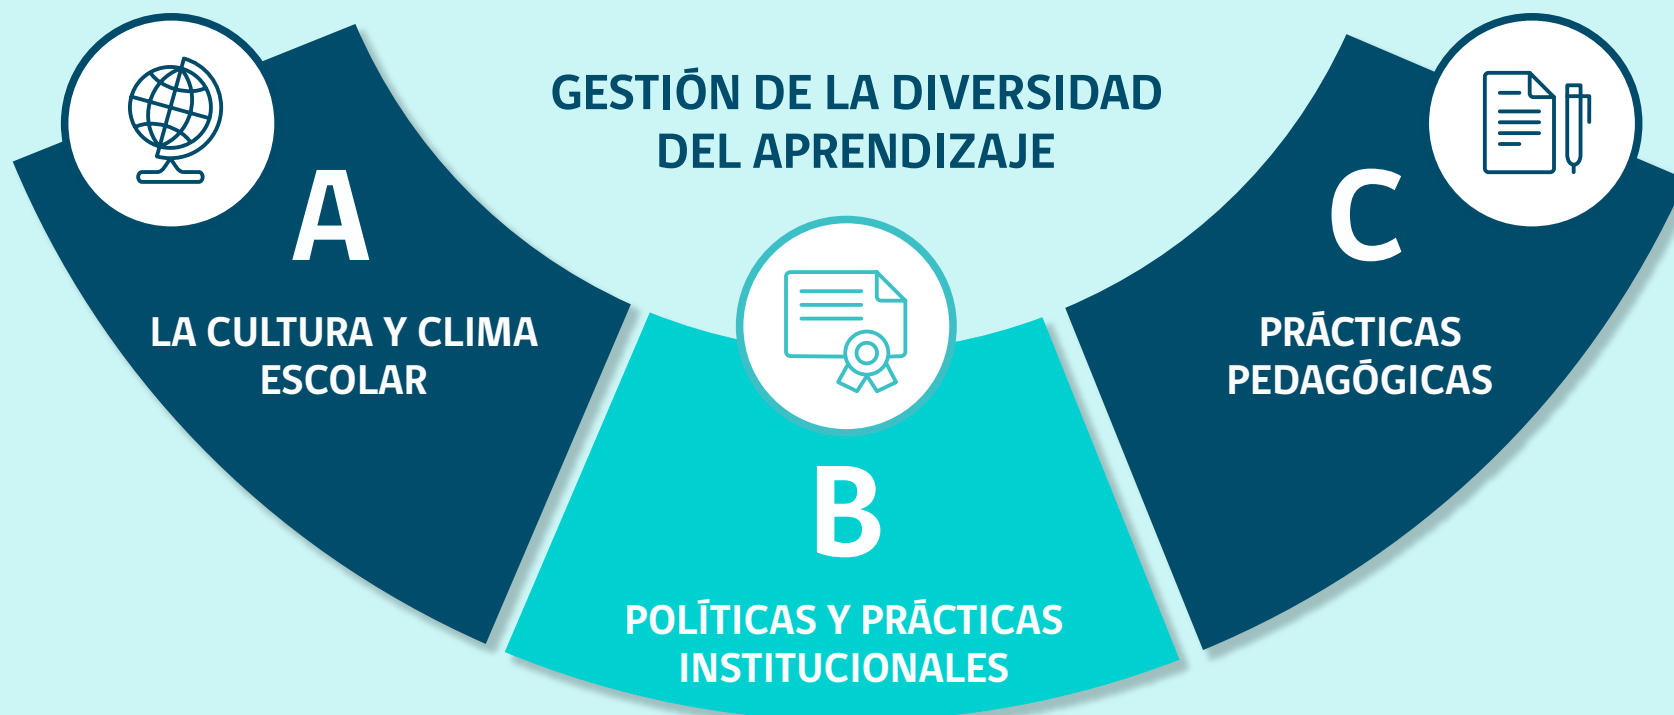 GESTIÓN DE LA DIVERSIDAD
DEL APRENDIZAJE
A
LA CULTURA Y CLIMA
ESCOLAR
B
POLÍTICAS Y PRÁCTICAS
INSTITUCIONALES
C
PRÁCTICAS
PEDAGÓGICAS